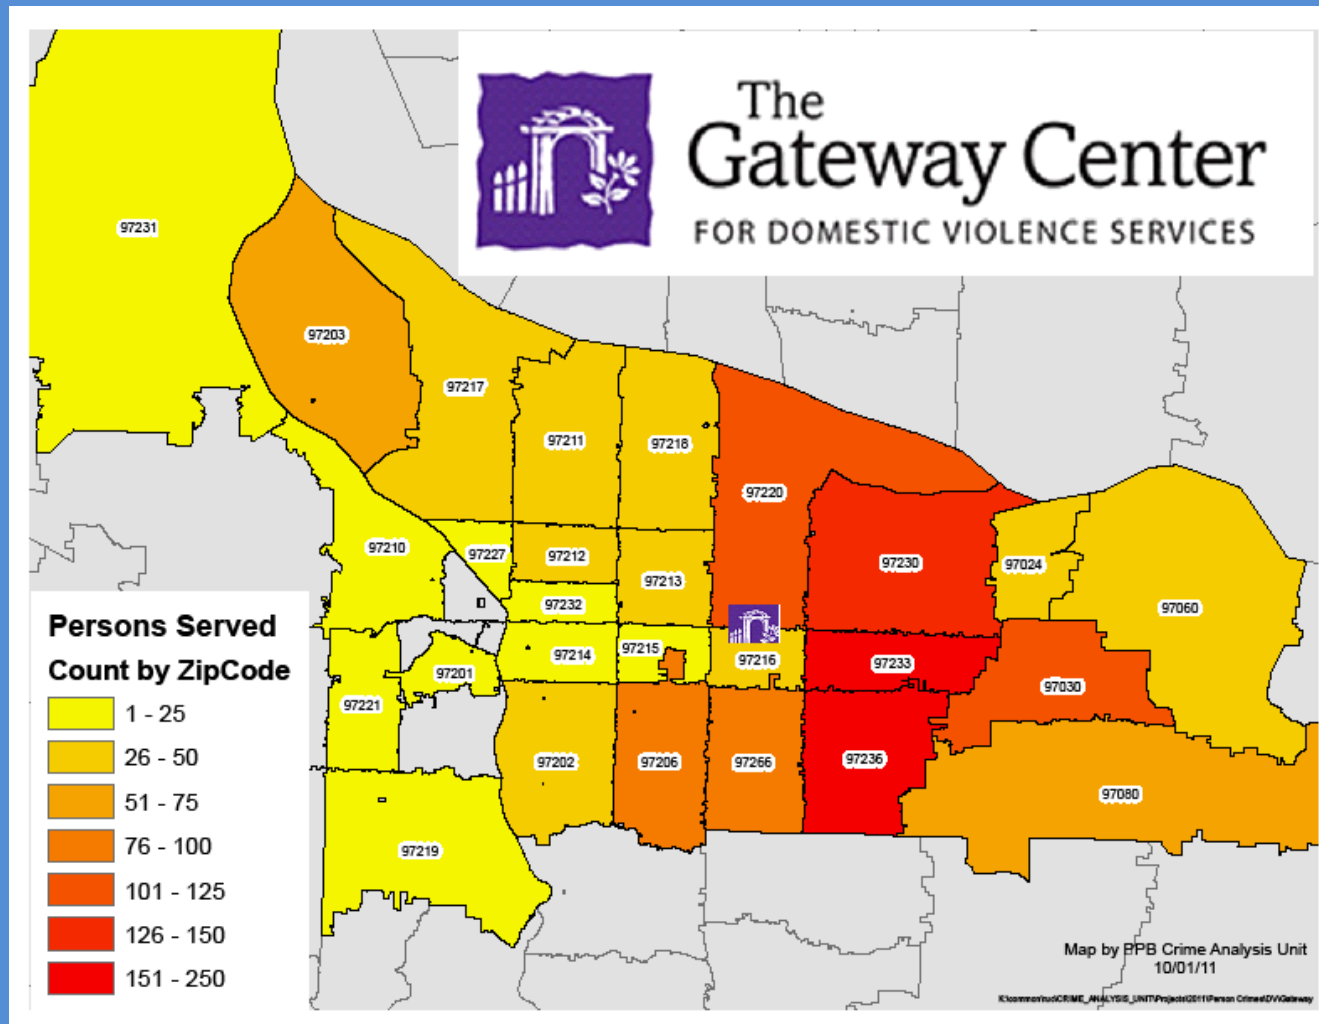 The
Gateway Center
FOR DOMESTIC VIOLENCE SERVICES
97231
97203
97217
97211
97218
97220
97210
97227
97212
97213
97230
97024
97232
97060
97214
97215
97216
97233
97201
97030
97221
97202
97206
97266
97236
97080
97219
Persons Served
Count by ZipCode
1 - 25
26 - 50
51 - 75
76 - 100
101 - 125
126 - 150
151 - 250
Map by PPB Crime Analysis Unit
10/01/11